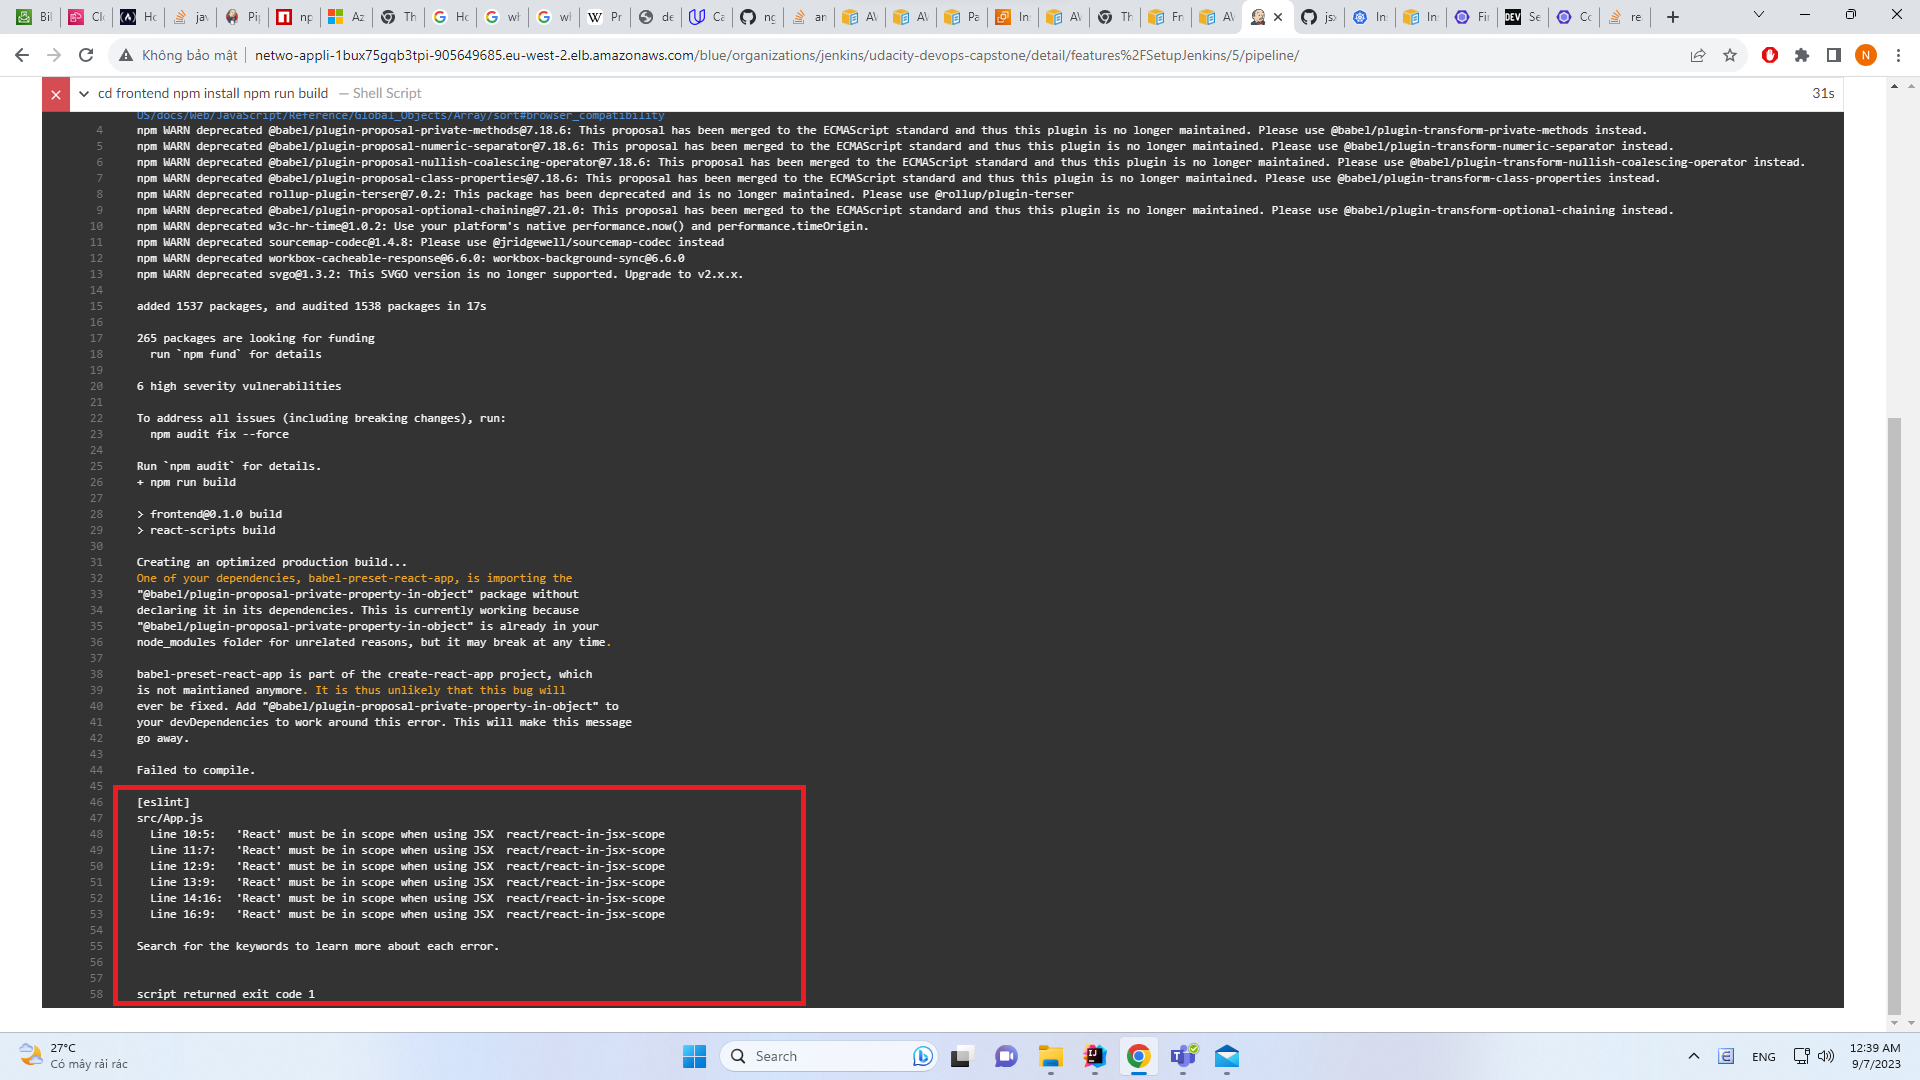 Bi
Cl
Ho
jav
Pip
np
Az
Th
Ho
wh
wl
Pr
de
Ca
ng
an
AV
AV
Pa
Ins
AV
Th
Fr
AV
jsx
In
In
Fir
Se
Cc
re
Không bảo mật
netwo-appli-1bux75gqb3tpi-905649685.eu-west-2.elb.amazonaws.com/blue/organizations/jenkins/udacity-devops-capstone/detail/features%2FSetupJenkins/5/pipeline/
N
cd frontend npm install npm run build — Shell Script
31s
US/docs/Web/JavaScript/Reference/Global_Objects/Array/sort#browser_compatibility
4 npm WARN deprecated @babel/plugin-proposal-private-methods@7.18.6: This proposal has been merged to the ECMAScript standard and thus this plugin is no longer maintained. Please use @babel/plugin-transform-private-methods instead.
5 npm WARN deprecated @babel/plugin-proposal-numeric-separator@7.18.6: This proposal has been merged to the ECMAScript standard and thus this plugin is no longer maintained. Please use @babel/plugin-transform-numeric-separator instead.
6 npm WARN deprecated @babel/plugin-proposal-nullish-coalescing-operator@7.18.6: This proposal has been merged to the ECMAScript standard and thus this plugin is no longer maintained. Please use @babel/plugin-transform-nullish-coalescing-operator instead.
7 npm WARN deprecated @babel/plugin-proposal-class-properties@7.18.6: This proposal has been merged to the ECMAScript standard and thus this plugin is no longer maintained. Please use @babel/plugin-transform-class-properties instead.
8 npm WARN deprecated rollup-plugin-terser@7.0.2: This package has been deprecated and is no longer maintained. Please use @rollup/plugin-terser
9 npm WARN deprecated @babel/plugin-proposal-optional-chaining@7.21.0: This proposal has been merged to the ECMAScript standard and thus this plugin is no longer maintained. Please use @babel/plugin-transform-optional-chaining instead.
10 npm WARN deprecated w3c-hr-time@1.0.2: Use your platform's native performance.now() and performance.timeOrigin.
11 npm WARN deprecated sourcemap-codec@1.4.8: Please use @jridgewell/sourcemap-codec instead
12 npm WARN deprecated workbox-cacheable-response@6.6.0: workbox-background-sync@6.6.0
13 npm WARN deprecated svgo@1.3.2: This SVGO version is no longer supported. Upgrade to v2.x.x.
14
15 added 1537 packages, and audited 1538 packages in 17s
16
17 265 packages are looking for funding
18 run `npm fund` for details
19
20 6 high severity vulnerabilities
21
22 To address all issues (including breaking changes), run:
23 npm audit fix --force
24
25 Run `npm audit` for details.
26 + npm run build
27
28 > frontend@0.1.0 build
29 > react-scripts build
30
31 Creating an optimized production build...
32 One of your dependencies, babel-preset-react-app, is importing the
33 "@babel/plugin-proposal-private-property-in-object" package without
34 declaring it in its dependencies. This is currently working because
35 "@babel/plugin-proposal-private-property-in-object" is already in your
36 node_modules folder for unrelated reasons, but it may break at any time.
37
38 babel-preset-react-app is part of the create-react-app project, which
39 is not maintianed anymore. It is thus unlikely that this bug will
40 ever be fixed. Add "@babel/plugin-proposal-private-property-in-object" to
41 your devDependencies to work around this error. This will make this message
42 go away.
43
44 Failed to compile.
45
46 [eslint]
47 src/App.js
48 Line 10:5: 'React' must be in scope when using JSX react/react-in-jsx-scope
49 Line 11:7: 'React' must be in scope when using JSX react/react-in-jsx-scope
50 Line 12:9: 'React' must be in scope when using JSX react/react-in-jsx-scope
51 Line 13:9: 'React' must be in scope when using JSX react/react-in-jsx-scope
52 Line 14:16: 'React' must be in scope when using JSX react/react-in-jsx-scope
53 Line 16:9: 'React' must be in scope when using JSX react/react-in-jsx-scope
54
55 Search for the keywords to learn more about each error.
56
57
58 script returned exit code 1
27°C
Có mây rải rác
Search
ENG
12:39 AM
9/7/2023